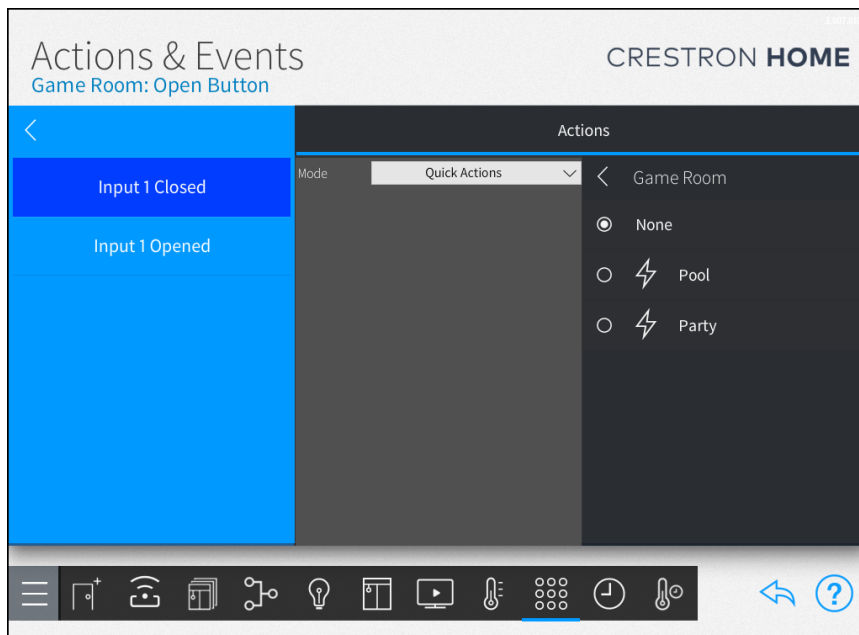 Actions & Events
CRESTRON HOME
Game Room: Open Button
Actions
Input 1 Closed
Input 1 Opened
Mode
Quick Actions
Game Room
None
Pool
Party
?